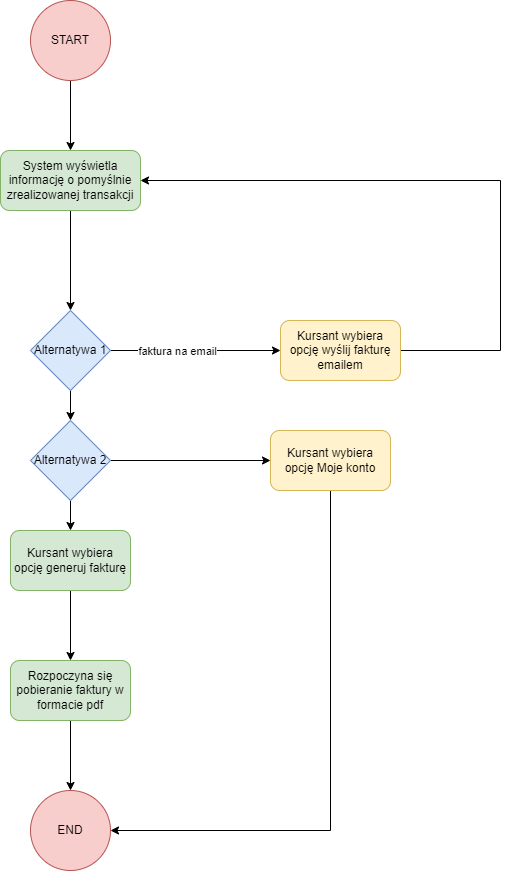 START
System wyświetla
informację o pomyślnie
zrealizowanej transakcji
Alternatywa 1
faktura na email
Kursant wybiera
opcję wyślij fakturę
emailem
Alternatywa 2
Kursant wybiera
opcję Moje konto
Kursant wybiera
opcję generuj fakturę
Rozpoczyna się
pobieranie faktury w
formacie pdf
END